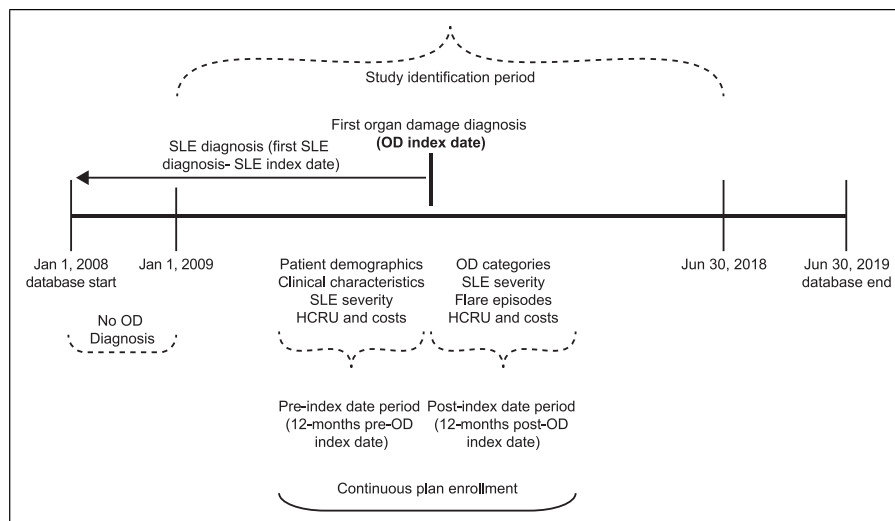 Study identification period
First organ damage diagnosis
(OD index date)
SLE diagnosis (first SLE
diagnosis- SLE index date)
Jan 1, 2008
database start
Jan 1, 2009
Patient demographics
Clinical characteristics
SLE severity
HCRU and costs
OD categories
SLE severity
Flare episodes
HCRU and costs
Jun 30, 2018
Jun 30, 2019
database end
No OD
Diagnosis
Pre-index date period
(12-months pre-OD
index date)
Post-index date period
(12-months post-OD
index date)
Continuous plan enrollment